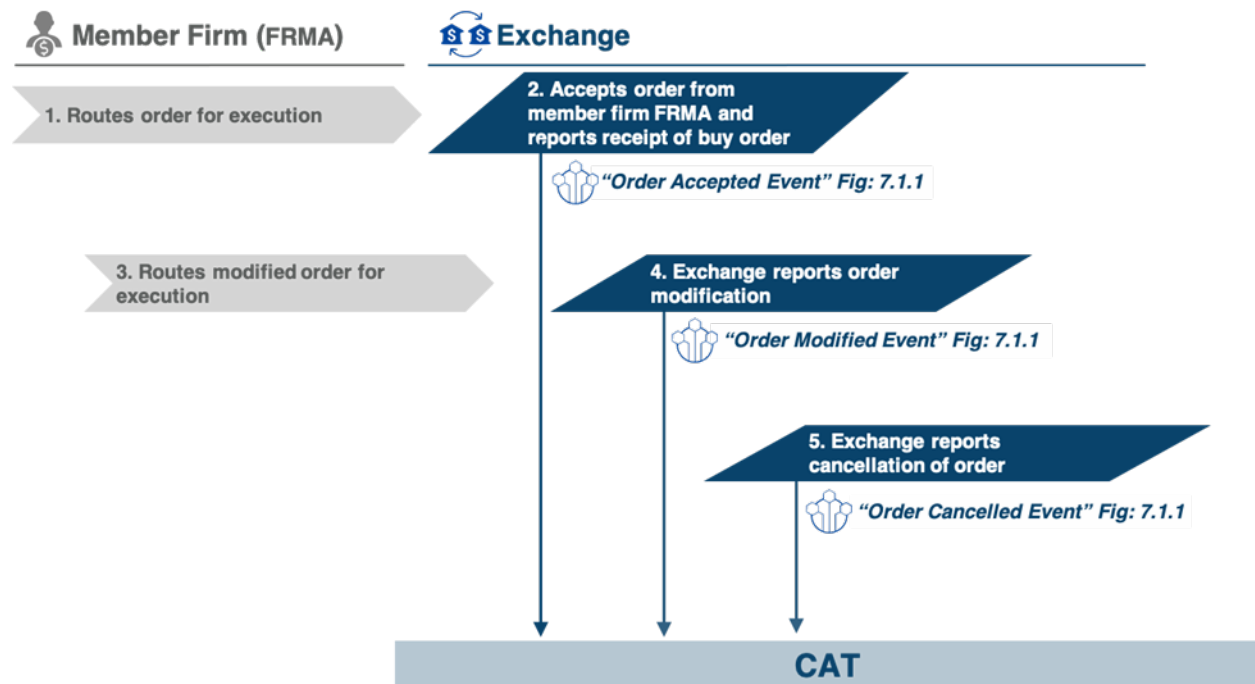 Member Firm (FRMA)
Exchange
1. Routes order for execution
2. Accepts order from
member firm FRMA and
reports receipt of buy order
“Order Accepted Event” Fig: 7.1.1
3. Routes modified order for
execution
4. Exchange reports order
modification
“Order Modified Event” Fig: 7.1.1
5. Exchange reports
cancellation of order
“Order Cancelled Event” Fig: 7.1.1
CAT